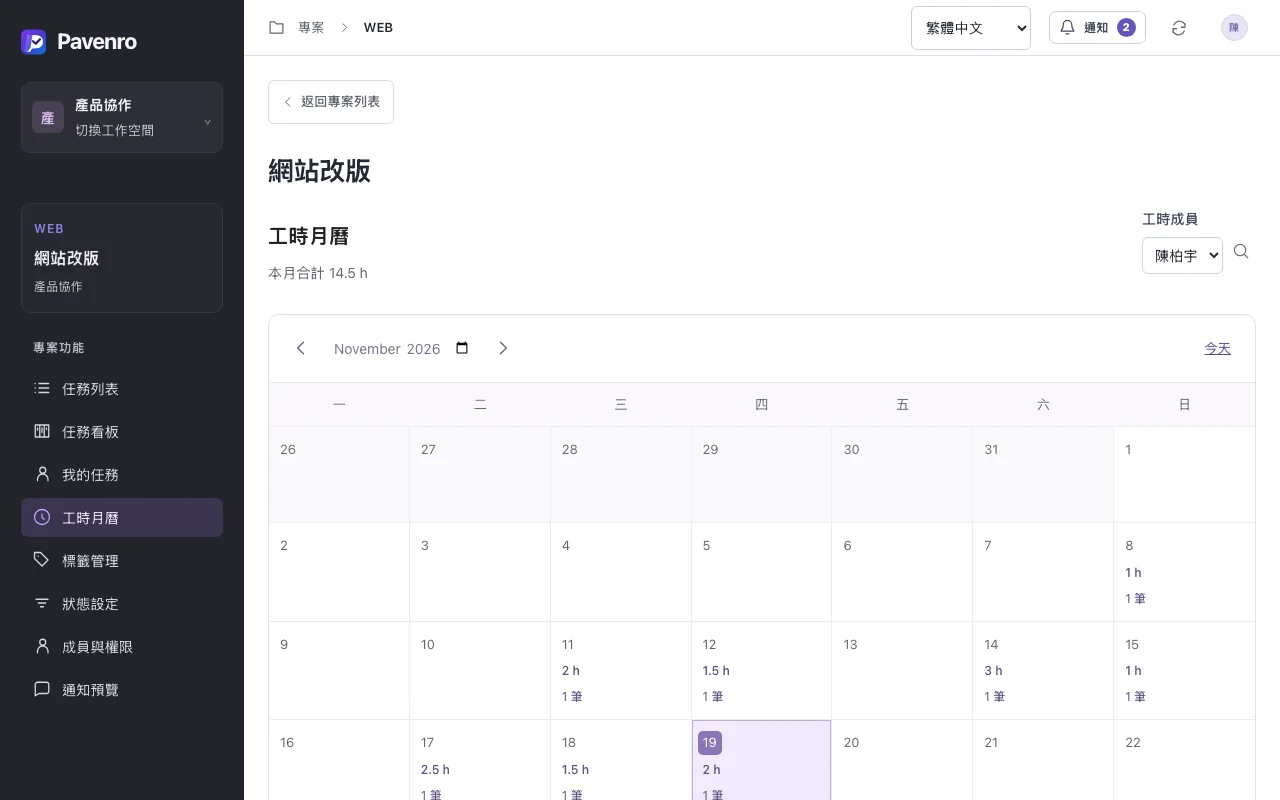 Pavenro
產
產品協作
切換工作空間
WEB
網站改版
產品協作
專案功能
任務列表
任務看板
我的任務
工時月曆
標籤管理
狀態設定
成員與權限
通知預覽
專案
WEB
繁體中文
通知 2
陳
返回專案列表
網站改版
工時月曆
本月合計 14.5 h
工時成員
陳柏宇
November 2026
今天
一 二 三 四 五 六 日
26 27 28 29 30 31 1
2 3 4 5 6 7 8
1 h
1 筆
9 10 11 12 13 14 15
2 h 1.5 h 3 h 1 h
1 筆 1 筆 1 筆 1 筆
16 17 18 19 20 21 22
2.5 h 1.5 h 2 h
1 筆 1 筆 1 筆